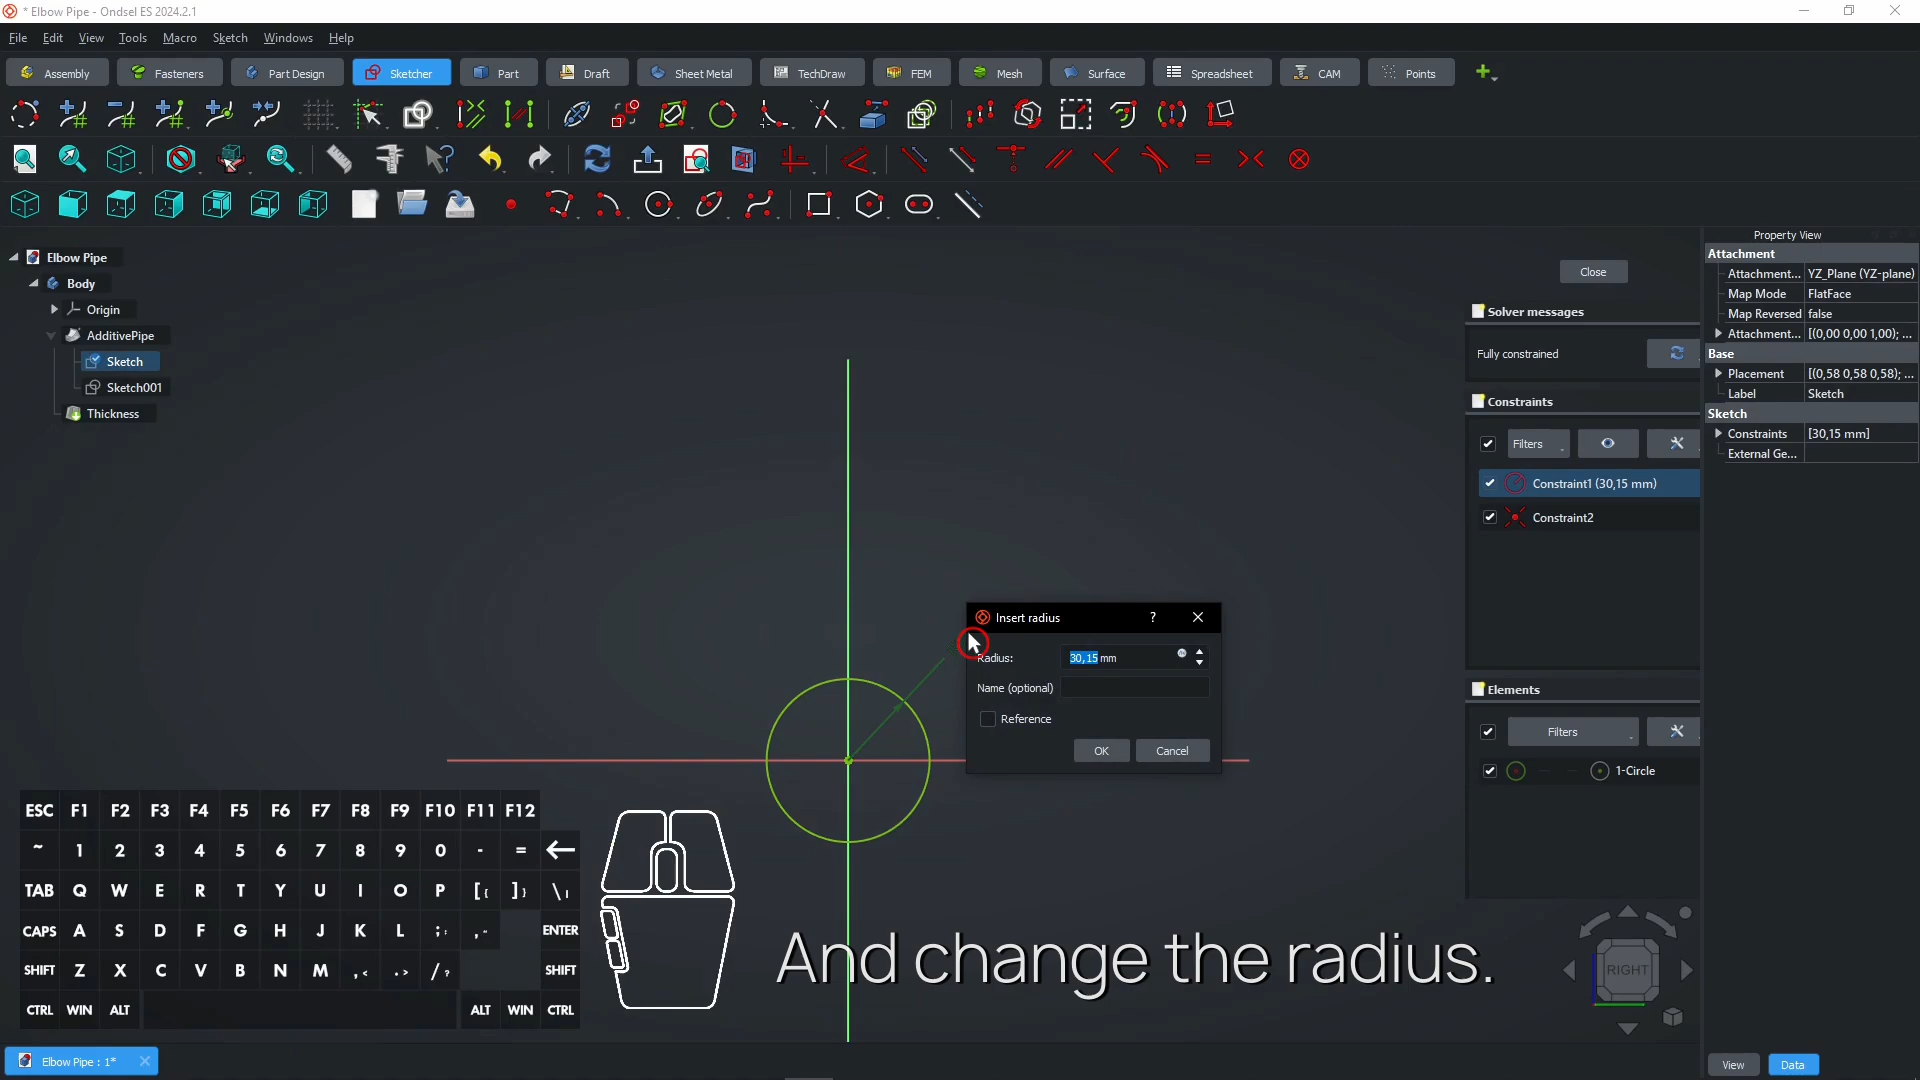 * Elbow Pipe - Ondsel ES 2024.2.1
File Edit View Tools Macro Sketch Windows Help
Assembly Fasteners Part Design Sketcher Part Draft Sheet Metal TechDraw FEM Mesh Surface Spreadsheet CAM Points
Elbow Pipe
Body
Origin
AdditivePipe
Sketch
Sketch001
Thickness
Insert radius ?
Radius: 30,15 mm
Name (optional)
Reference
OK Cancel
Close
Solver messages
Fully constrained
Constraints
Filters
Constraint1 (30,15 mm)
Constraint2
Elements
Filters
1-Circle
Property View
Attachment
Attachment... YZ_Plane (YZ-plane)
Map Mode FlatFace
Map Reversed false
Attachment... [(0,00 0,00 1,00); ...
Base
Placement [(0,58 0,58 0,58); ...
Label Sketch
Sketch
Constraints [30,15 mm]
External Ge...
ESC F1 F2 F3 F4 F5 F6 F7 F8 F9 F10 F11 F12
~ 1 2 3 4 5 6 7 8 9 0 - =
TAB Q W E R T Y U I O P [{ ]} \|
CAPS A S D F G H J K L ;: ," ENTER
SHIFT Z X C V B N M ,< .> /? SHIFT
CTRL WIN ALT ALT WIN CTRL
And change the radius.
RIGHT
Elbow Pipe : 1*
View Data